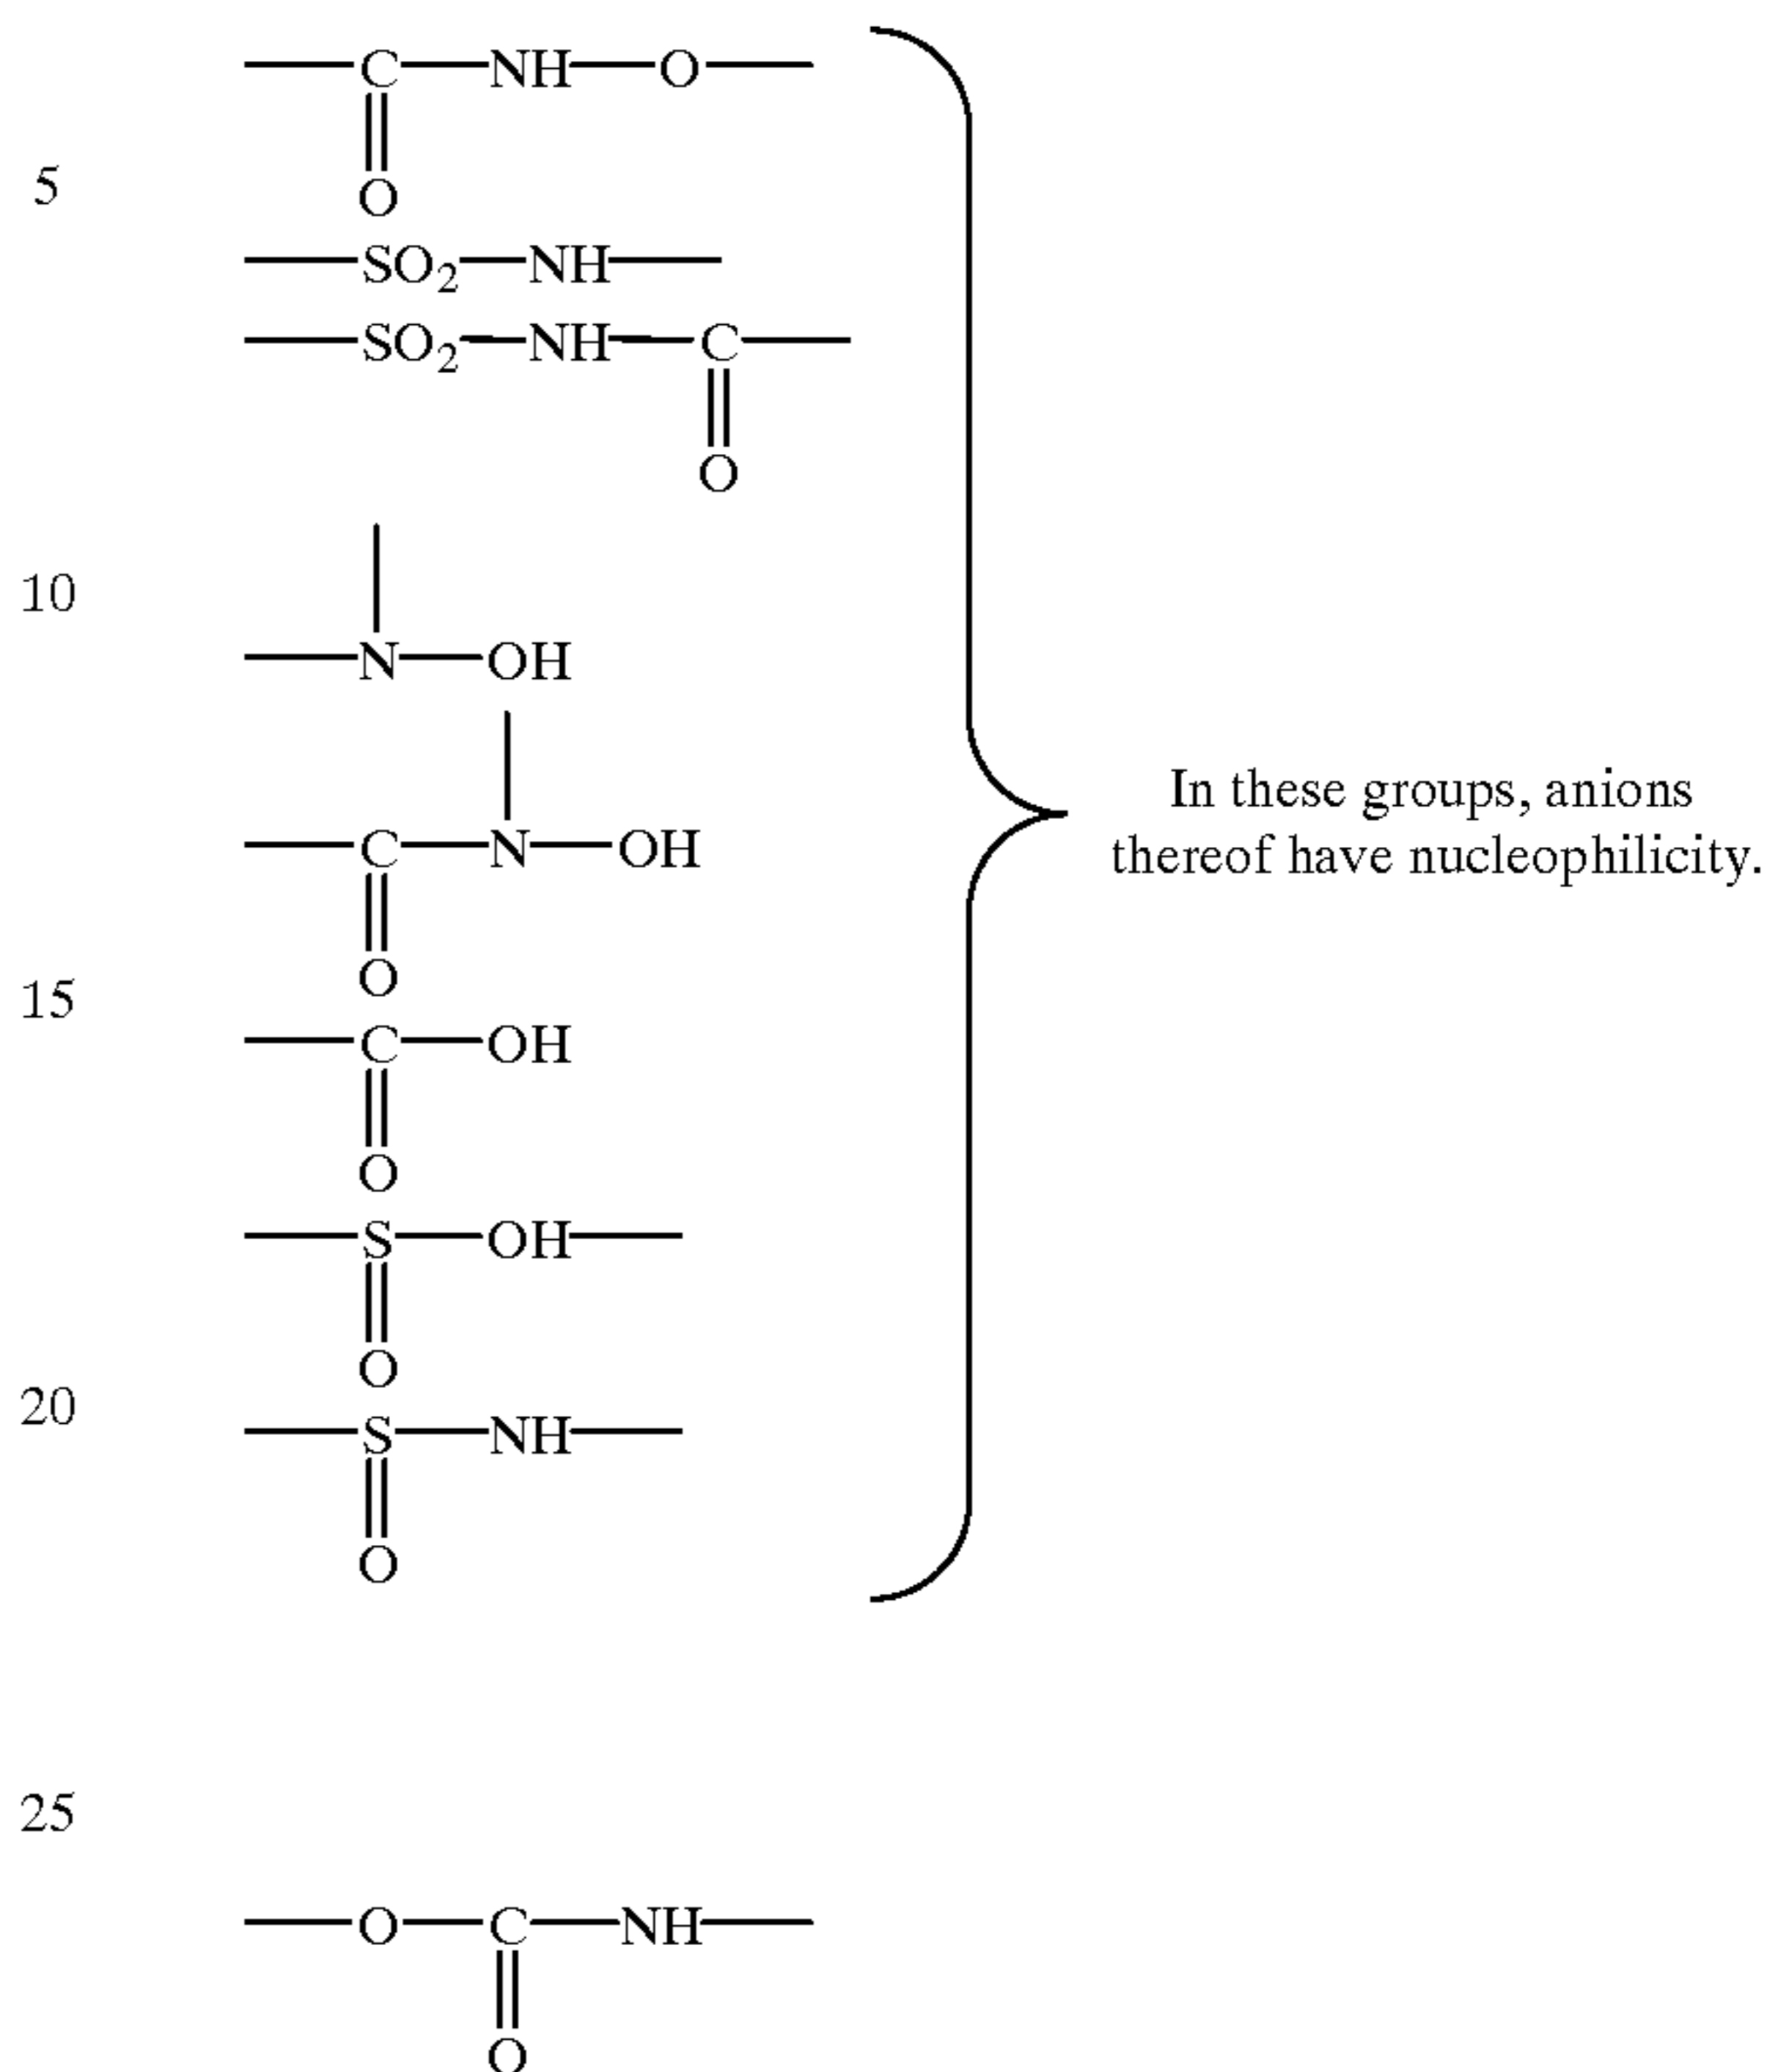 —C—NH—O—
5
O
—SO₂—NH—
—SO₂—NH—C—
O
10
—N—OH
—C—N—OH
In these groups, anions
thereof have nucleophilicity.
O
15
—C—OH
O
—S—OH—
O
20
—S—NH—
O
25
—O—C—NH—
O